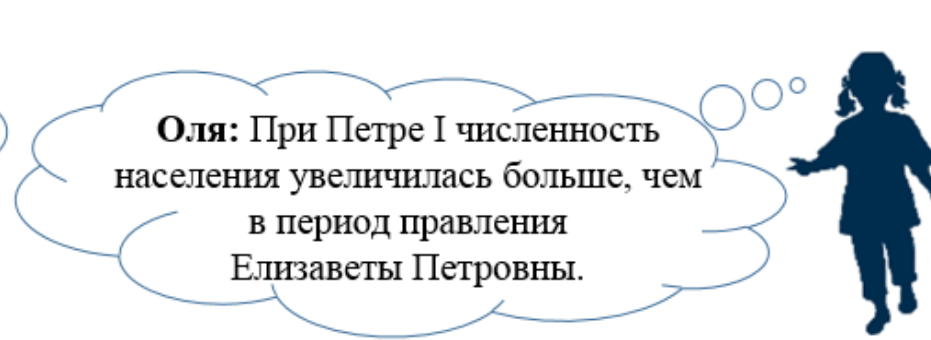 Оля: При Петре I численность
населения увеличилась больше, чем
в период правления
Елизаветы Петровны.